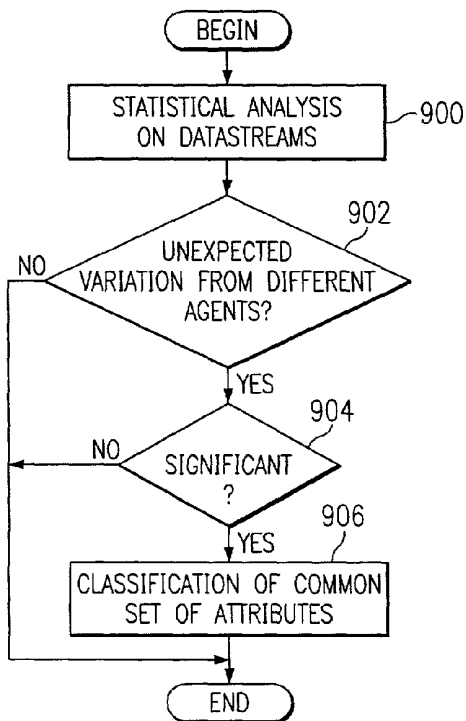 BEGIN
STATISTICAL ANALYSIS
ON DATASTREAMS
900
902
UNEXPECTED
VARIATION FROM DIFFERENT
AGENTS?
NO
YES
904
NO
SIGNIFICANT
?
YES
906
CLASSIFICATION OF COMMON
SET OF ATTRIBUTES
END